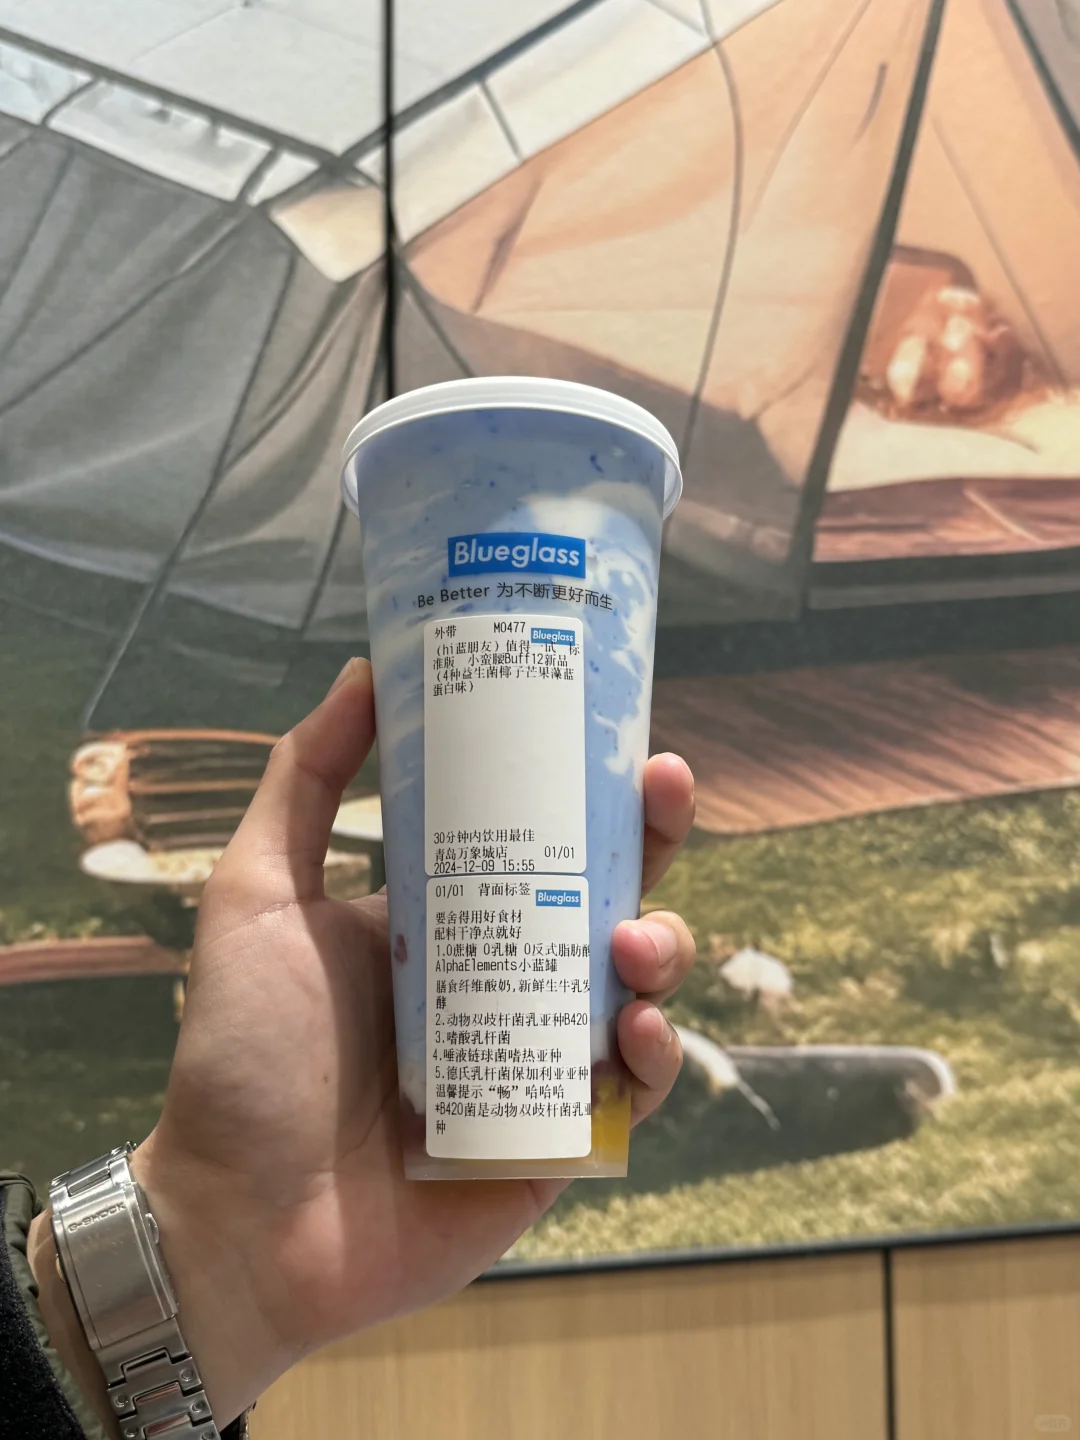 Blueglass
Be Better 为不断更好而生
外带 M0477 Blueglass
(hi蓝朋友) 值得一试 标
准版 小蛮腰Buff12新品
(4种益生菌椰子芒果藻蓝
蛋白味)
30分钟内饮用最佳
青岛万象城店 01/01
2024-12-09 15:55
01/01 背面标签 Blueglass
要舍得用好食材
配料干净点就好
1.0蔗糖 0乳糖 0反式脂肪酸
AlphaElements小蓝罐
膳食纤维酸奶,新鲜生牛乳发
酵
2.动物双歧杆菌乳亚种B420
3.嗜酸乳杆菌
4.唾液链球菌嗜热亚种
5.德氏乳杆菌保加利亚亚种
温馨提示“畅”哈哈哈
*B420菌是动物双歧杆菌乳亚
种
G-SHOCK